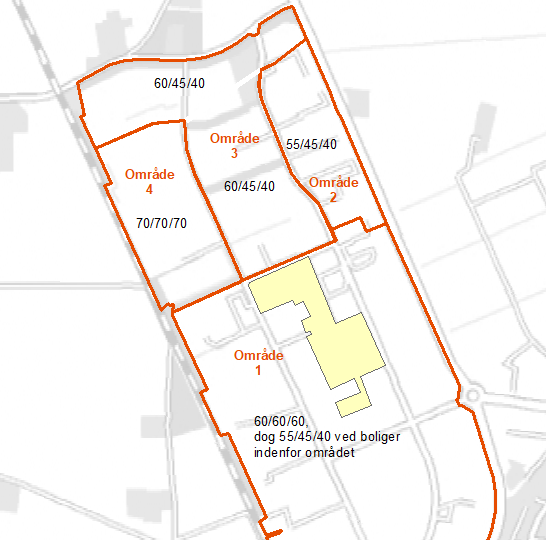 60/45/40
Område
3
55/45/40
Område
4
60/45/40
Område
2
70/70/70
Område
1
60/60/60,
dog 55/45/40 ved boliger
indenfor området